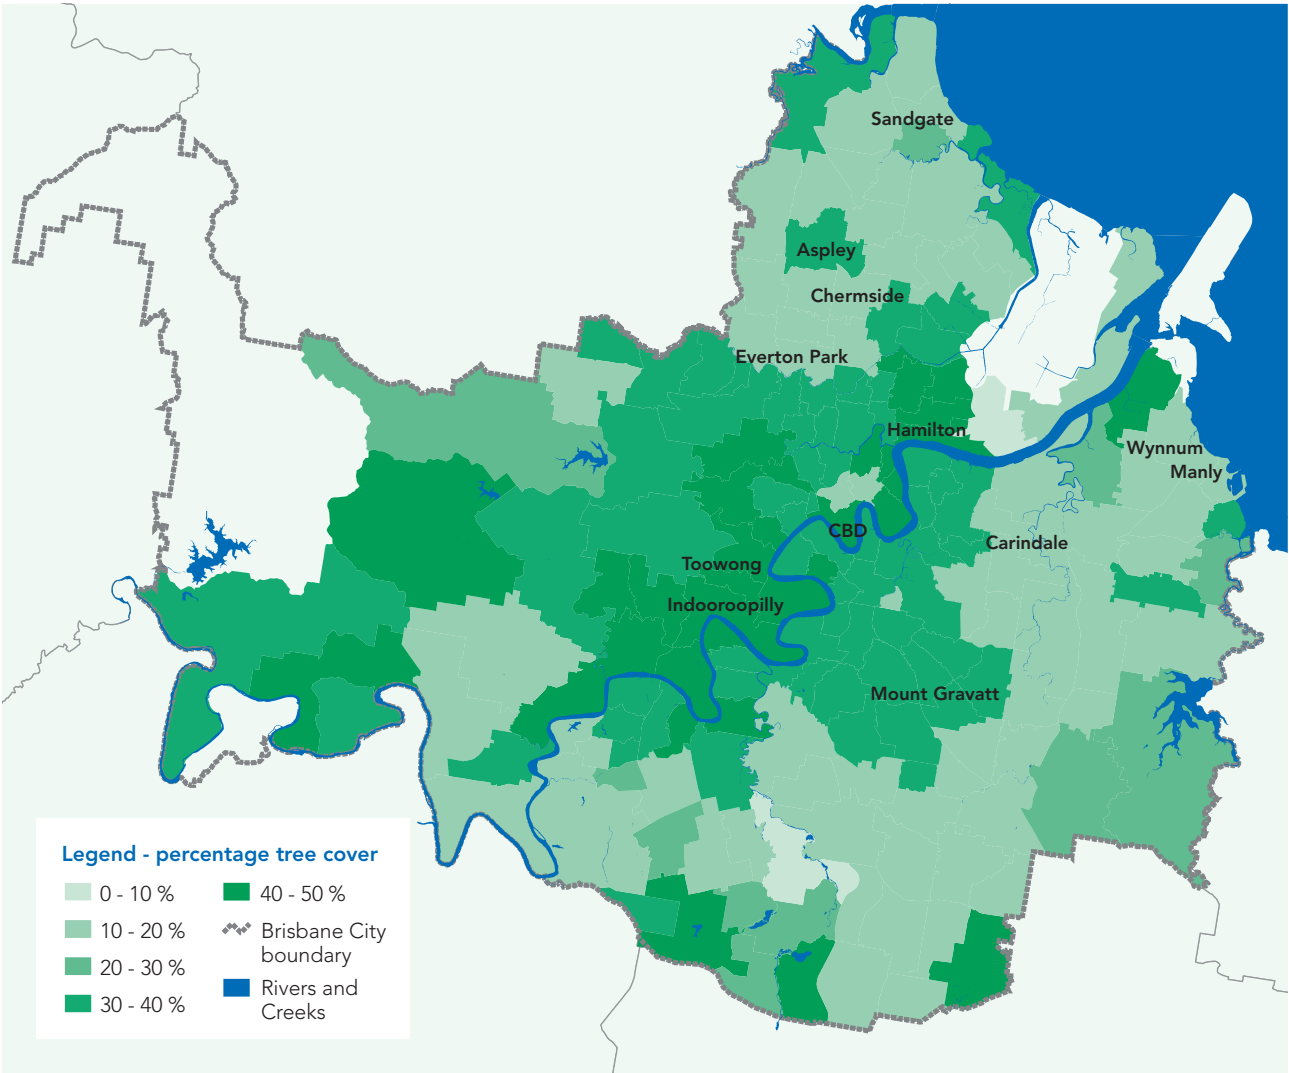 Sandgate
Aspley
Chermside
Everton Park
Hamilton
Wynnum
Manly
CBD
Carindale
Toowong
Indooroopilly
Mount Gravatt
Legend - percentage tree cover
0 - 10 %
10 - 20 %
20 - 30 %
30 - 40 %
40 - 50 %
Brisbane City
boundary
Rivers and
Creeks